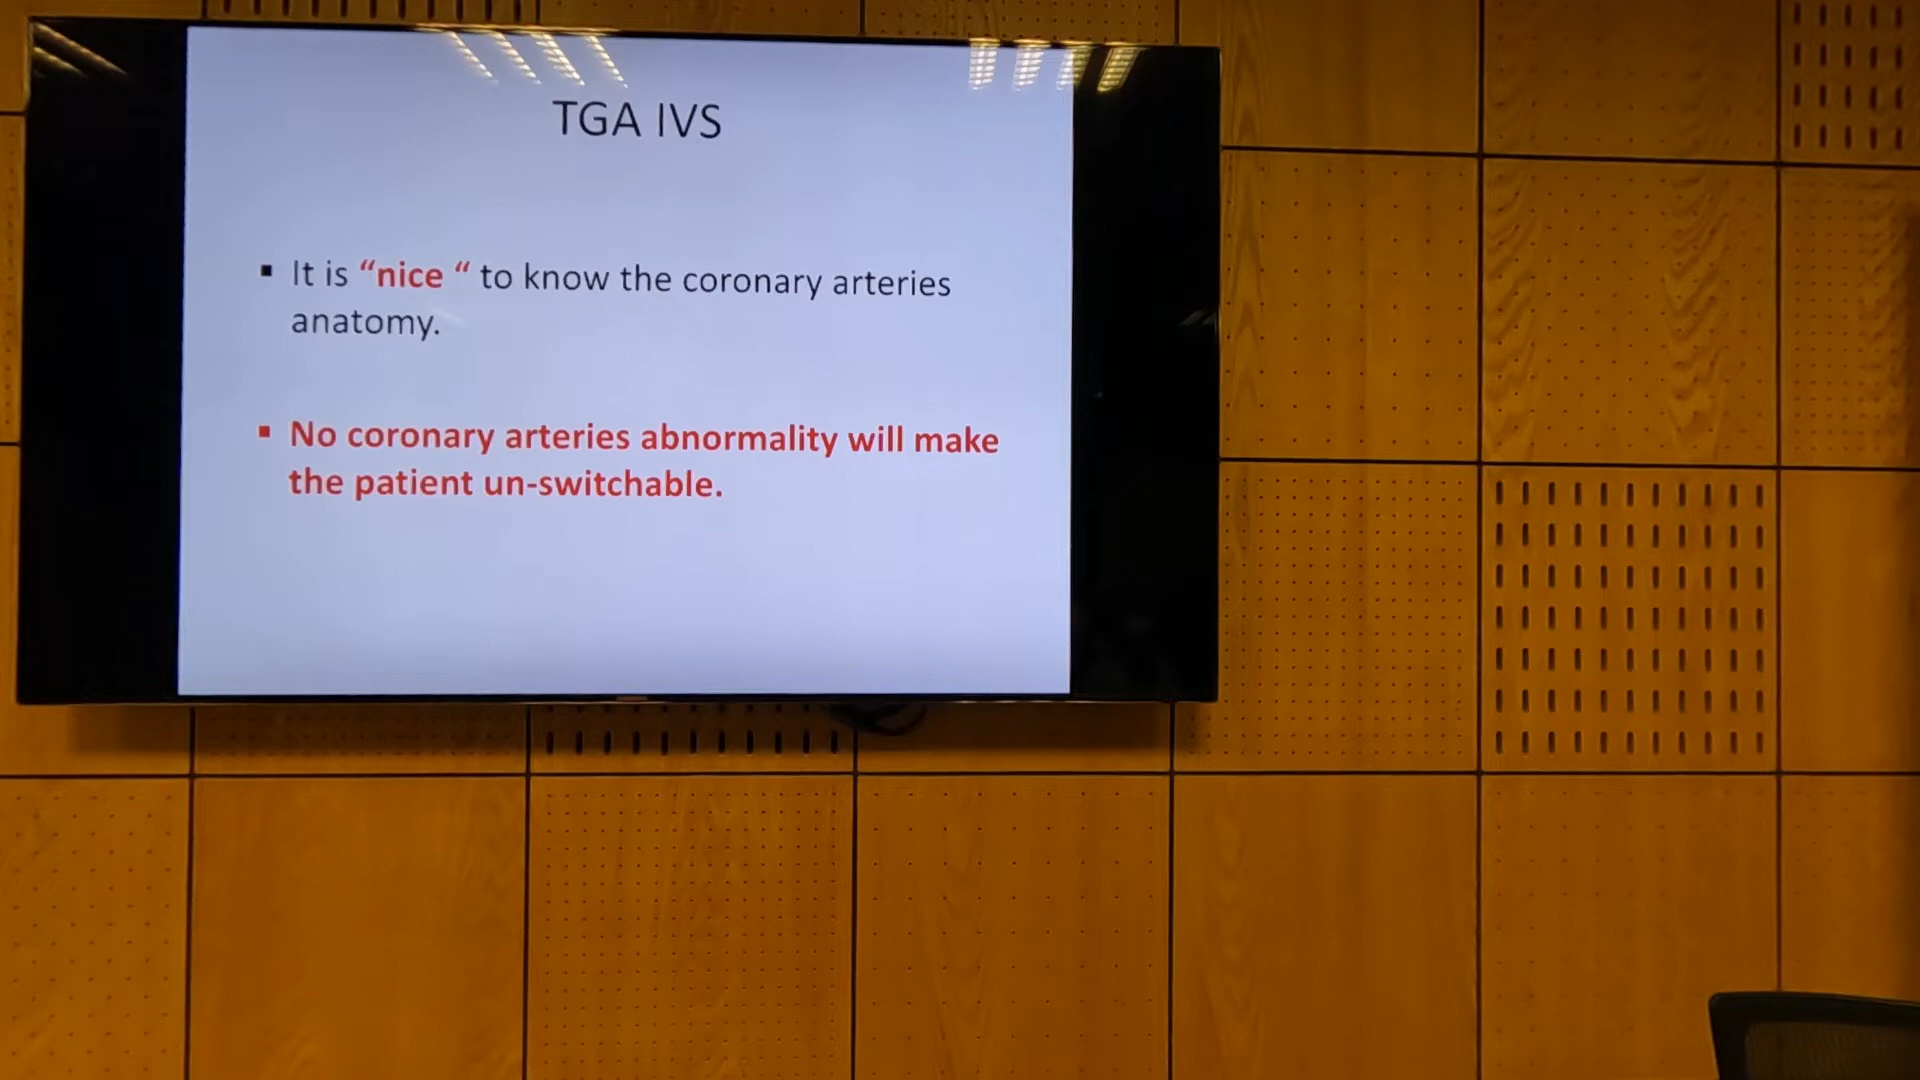 TGA IVS
▪ It is “nice “ to know the coronary arteries
anatomy.
▪ No coronary arteries abnormality will make
the patient un-switchable.